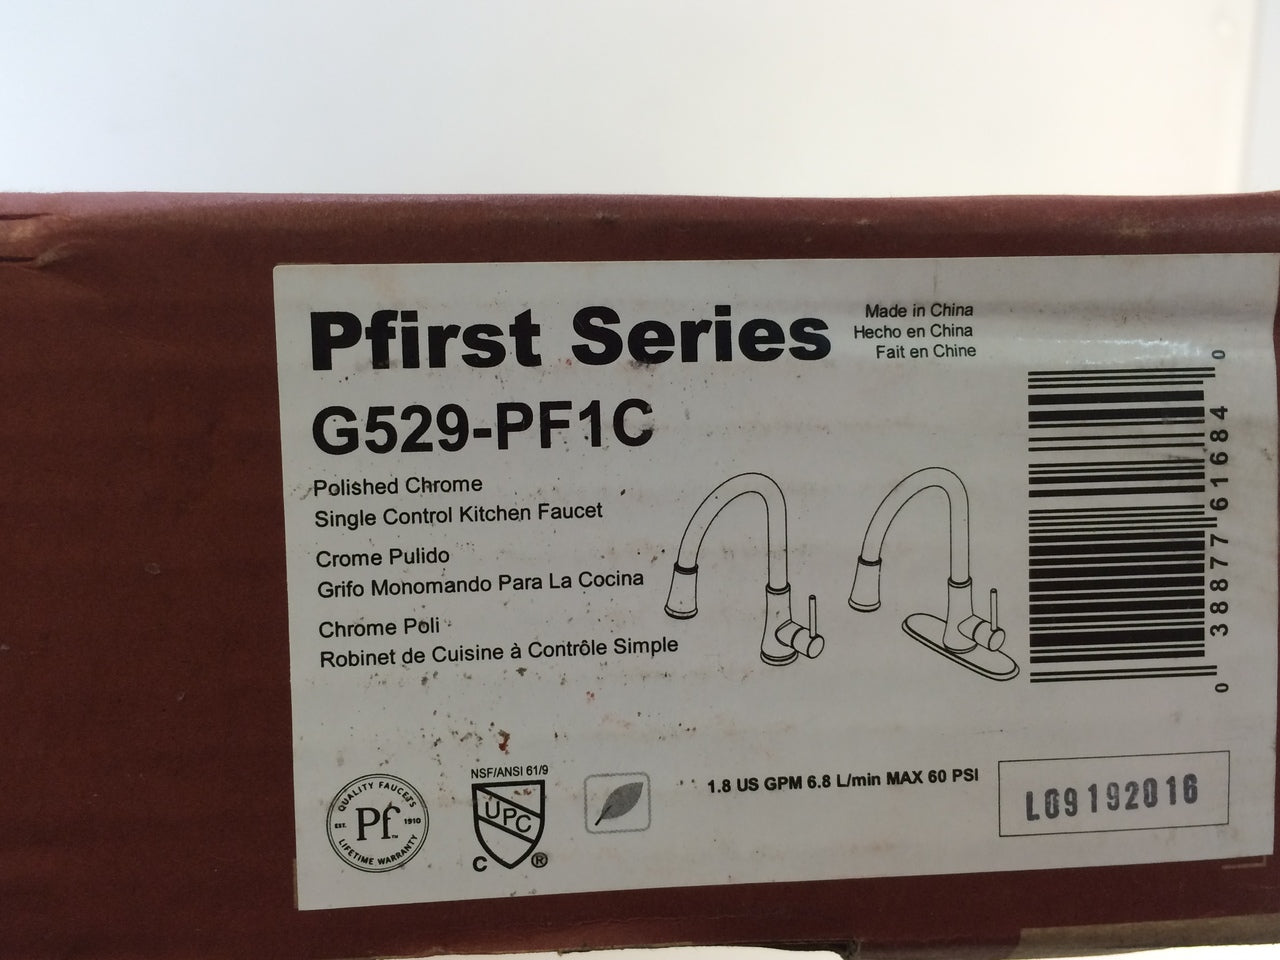 Pfirst Series
Made in China
Hecho en China
Fait en Chine
G529-PF1C
Polished Chrome
Single Control Kitchen Faucet
Crome Pulido
Grifo Monomando Para La Cocina
Chrome Poli
Robinet de Cuisine à Contrôle Simple
0 38877 61684 0
QUALITY FAUCETS
EST. Pf™ 1910
LIFETIME WARRANTY
NSF/ANSI 61/9
UPC
C ®
1.8 US GPM 6.8 L/min MAX 60 PSI
L09192016